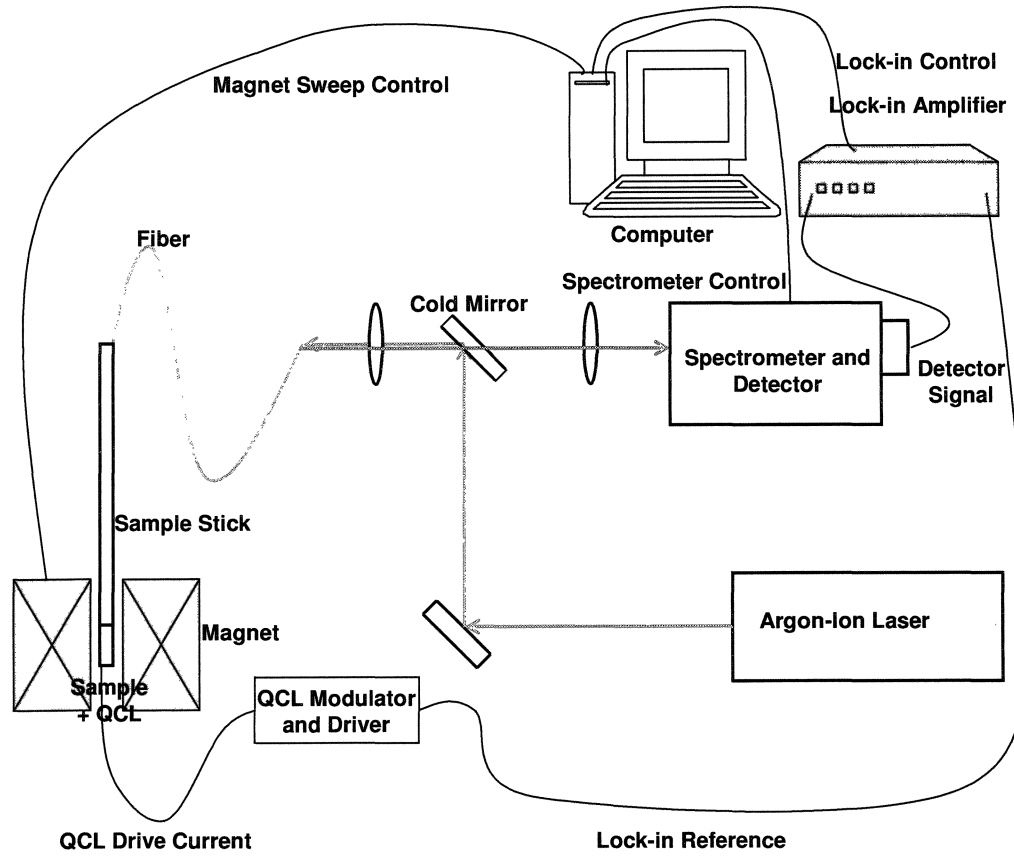 Magnet Sweep Control
Lock-in Control
Lock-in Amplifier
Computer
Fiber
Spectrometer Control
Cold Mirror
Spectrometer and
Detector
Detector
Signal
Sample Stick
Argon-Ion Laser
Magnet
Sample
+ QCL
QCL Modulator
and Driver
QCL Drive Current
Lock-in Reference